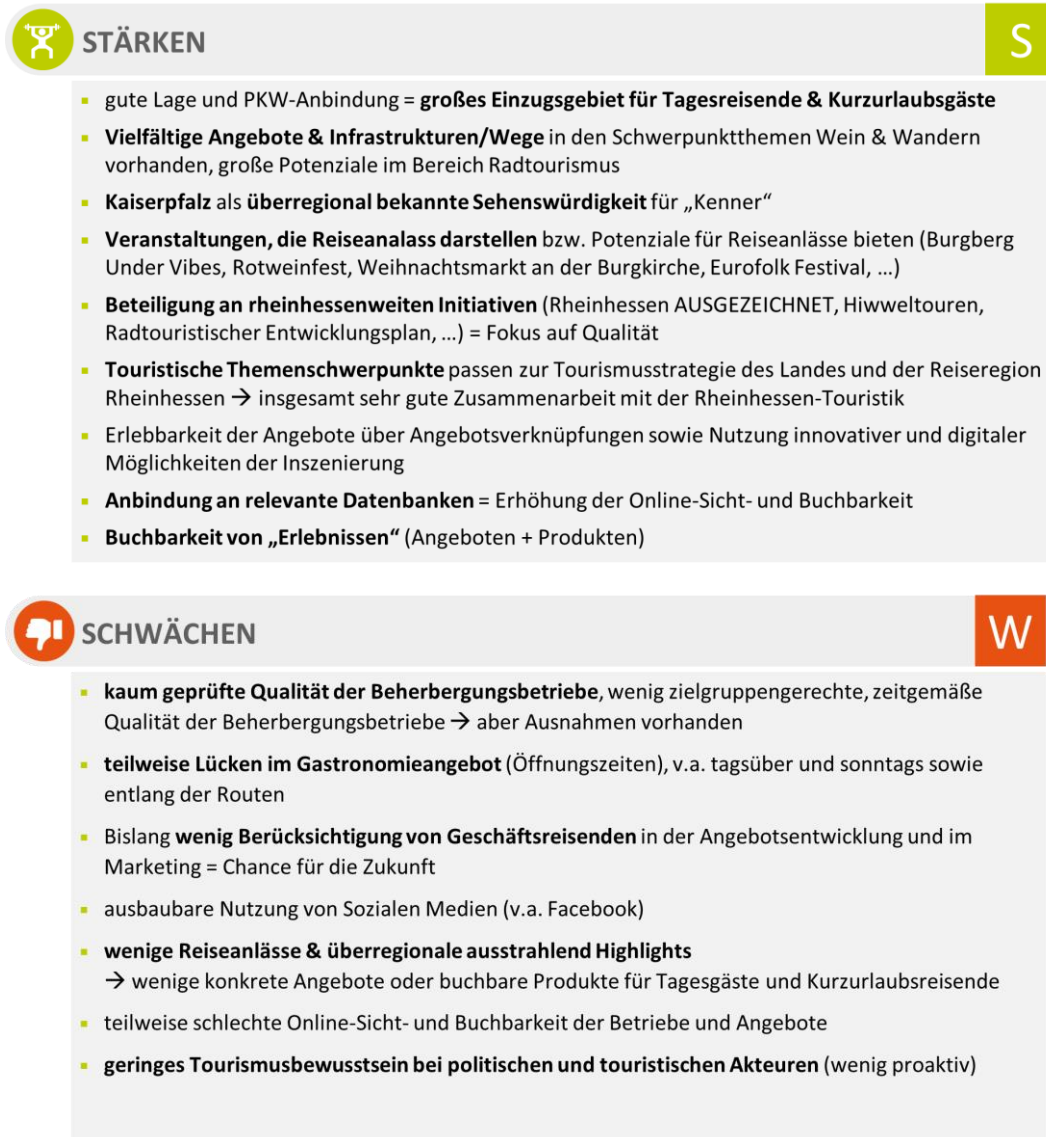 STÄRKEN
S
▪ gute Lage und PKW-Anbindung = großes Einzugsgebiet für Tagesreisende & Kurzurlaubsgäste
▪ Vielfältige Angebote & Infrastrukturen/Wege in den Schwerpunktthemen Wein & Wandern
vorhanden, große Potenziale im Bereich Radtourismus
▪ Kaiserpfalz als überregional bekannte Sehenswürdigkeit für „Kenner“
▪ Veranstaltungen, die Reiseanalass darstellen bzw. Potenziale für Reiseanlässe bieten (Burgberg
Under Vibes, Rotweinfest, Weihnachtsmarkt an der Burgkirche, Eurofolk Festival, …)
▪ Beteiligung an rheinhessenweiten Initiativen (Rheinhessen AUSGEZEICHNET, Hiwweltouren,
Radtouristischer Entwicklungsplan, …) = Fokus auf Qualität
▪ Touristische Themenschwerpunkte passen zur Tourismusstrategie des Landes und der Reiseregion
Rheinhessen → insgesamt sehr gute Zusammenarbeit mit der Rheinhessen-Touristik
▪ Erlebbarkeit der Angebote über Angebotsverknüpfungen sowie Nutzung innovativer und digitaler
Möglichkeiten der Inszenierung
▪ Anbindung an relevante Datenbanken = Erhöhung der Online-Sicht- und Buchbarkeit
▪ Buchbarkeit von „Erlebnissen“ (Angeboten + Produkten)
SCHWÄCHEN
W
▪ kaum geprüfte Qualität der Beherbergungsbetriebe, wenig zielgruppengerechte, zeitgemäße
Qualität der Beherbergungsbetriebe → aber Ausnahmen vorhanden
▪ teilweise Lücken im Gastronomieangebot (Öffnungszeiten), v.a. tagsüber und sonntags sowie
entlang der Routen
▪ Bislang wenig Berücksichtigung von Geschäftsreisenden in der Angebotsentwicklung und im
Marketing = Chance für die Zukunft
▪ ausbaubare Nutzung von Sozialen Medien (v.a. Facebook)
▪ wenige Reiseanlässe & überregionale ausstrahlend Highlights
→ wenige konkrete Angebote oder buchbare Produkte für Tagesgäste und Kurzurlaubsreisende
▪ teilweise schlechte Online-Sicht- und Buchbarkeit der Betriebe und Angebote
▪ geringes Tourismusbewusstsein bei politischen und touristischen Akteuren (wenig proaktiv)